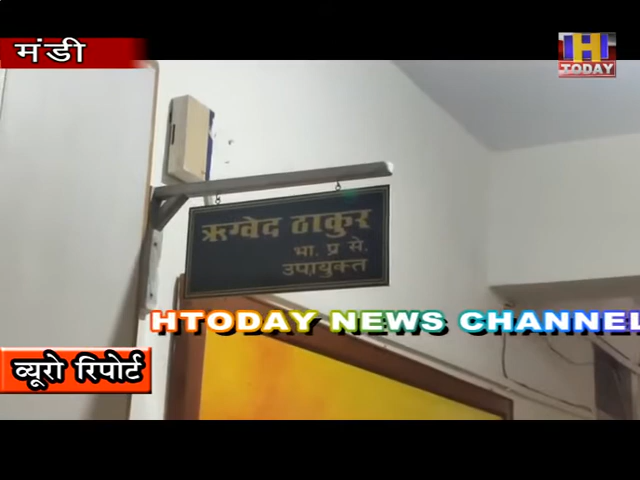 मंडी
H
TODAY
ऋग्वेद ठाकुर
भा. प्र से.
उपायुक्त
HTODAY NEWS CHANNEL
व्यूरो रिपोर्ट